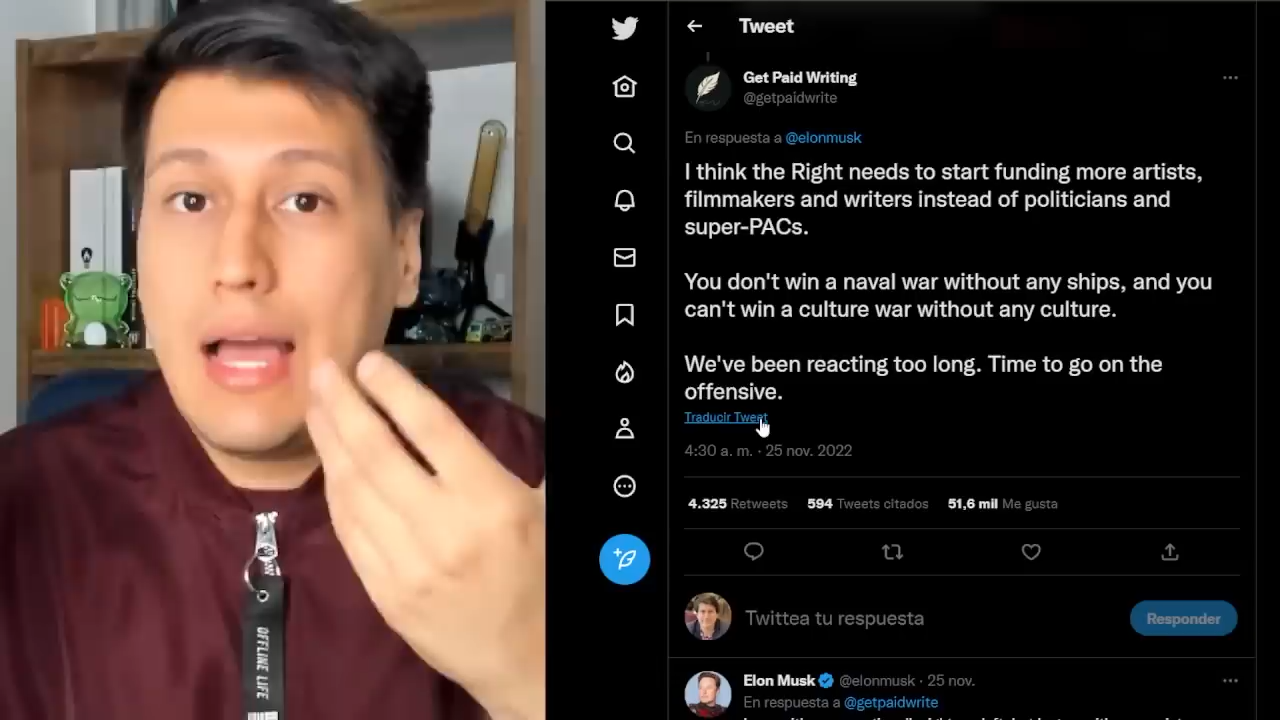 Tweet
Get Paid Writing
@getpaidwrite
En respuesta a @elonmusk
I think the Right needs to start funding more artists,
filmmakers and writers instead of politicians and
super-PACs.
You don't win a naval war without any ships, and you
can't win a culture war without any culture.
We've been reacting too long. Time to go on the
offensive.
Traducir Tweet
4:30 a. m. · 25 nov. 2022
4.325 Retweets 594 Tweets citados 51,6 mil Me gusta
Twittea tu respuesta
Responder
Elon Musk @elonmusk · 25 nov.
En respuesta a @getpaidwrite
OFFLINE LIFE